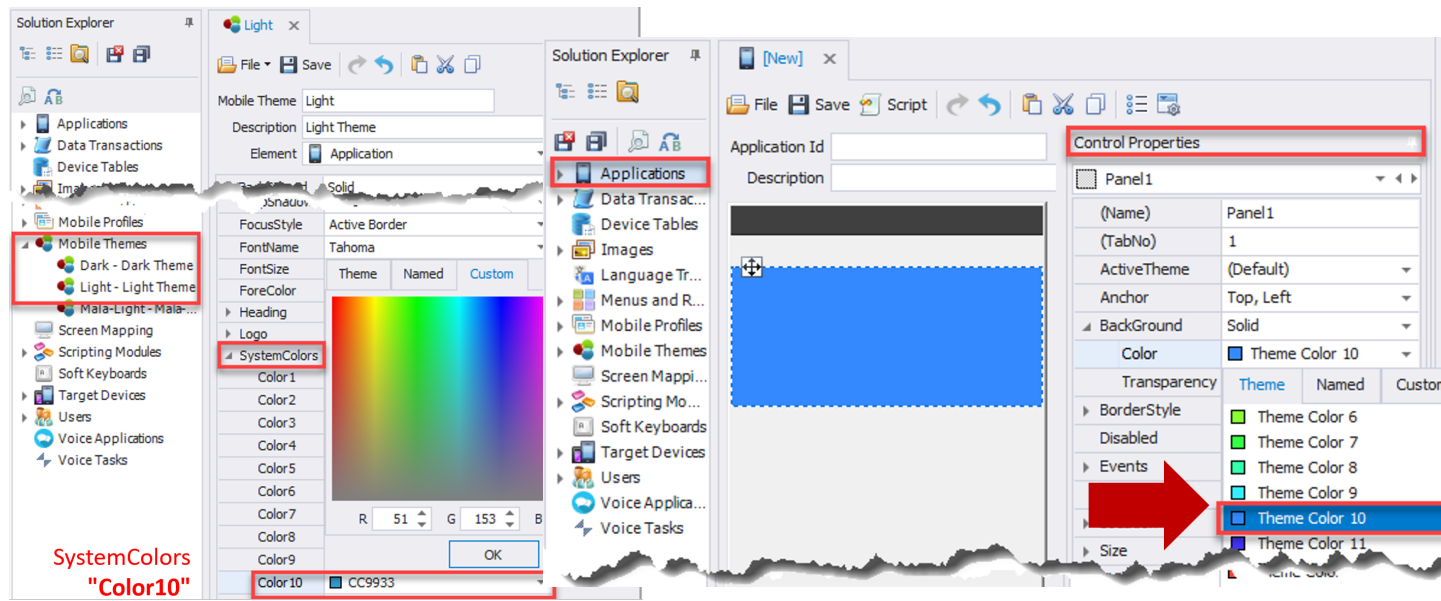 Solution Explorer
Applications
Data Transactions
Device Tables
Mobile Profiles
Mobile Themes
Dark - Dark Theme
Light - Light Theme
Mala-Light - Mala-...
Screen Mapping
Scripting Modules
Soft Keyboards
Target Devices
Users
Voice Applications
Voice Tasks
SystemColors
"Color10"
Light
File Save
Mobile Theme Light
Description Light Theme
Element Application
Solid
FocusStyle Active Border
FontName Tahoma
FontSize
ForeColor
Heading
Logo
SystemColors
Color1
Color2
Color3
Color4
Color5
Color6
Color7
Color8
Color9
Color10 CC9933
Theme Named Custom
R 51 G 153 B
OK
Solution Explorer
Applications
Data Transac...
Device Tables
Images
Language Tr...
Menus and R...
Mobile Profiles
Mobile Themes
Screen Mappi...
Scripting Mo...
Soft Keyboards
Target Devices
Users
Voice Applica...
Voice Tasks
[New]
File Save Script
Application Id
Description
Control Properties
Panel1
(Name) Panel1
(TabNo) 1
ActiveTheme (Default)
Anchor Top, Left
BackGround Solid
Color Theme Color 10
Transparency
BorderStyle
Disabled
Events
Size
Theme Named Custom
Theme Color 6
Theme Color 7
Theme Color 8
Theme Color 9
Theme Color 10
Theme Color 11